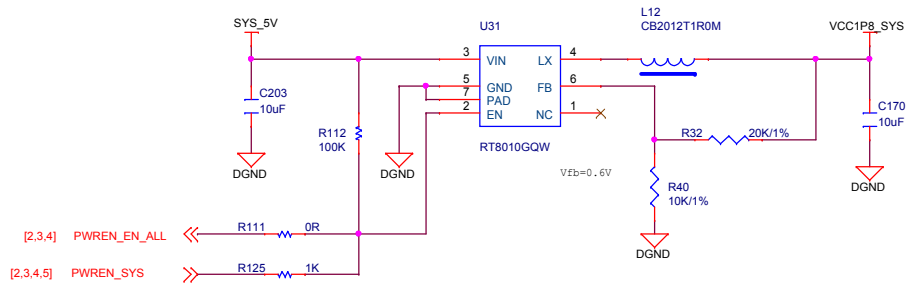 L12
CB2012T1R0M
SYS_5V
U31
VCC1P8_SYS
3 VIN LX 4
5 GND FB 6
7 PAD
2 EN NC 1
C203
10uF
C170
10uF
R112
100K
R32 20K/1%
RT8010GQW
Vfb=0.6V
R40
10K/1%
DGND
DGND
DGND
DGND
[2,3,4] PWREN_EN_ALL R111 0R
[2,3,4,5] PWREN_SYS R125 1K